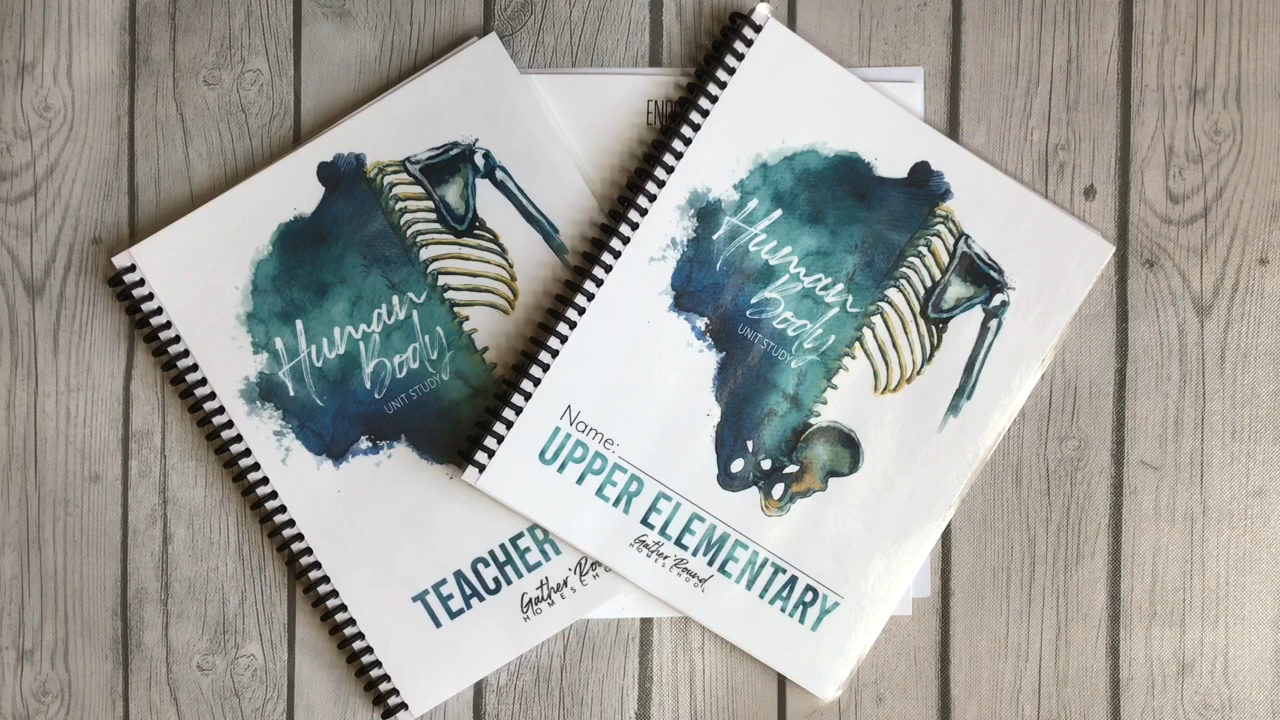 Human
Body
UNIT STUDY
TEACHER
Gather 'Round
HOMESCHOOL
Human
Body
UNIT STUDY
Name:
UPPER ELEMENTARY
Gather 'Round
HOMESCHOOL